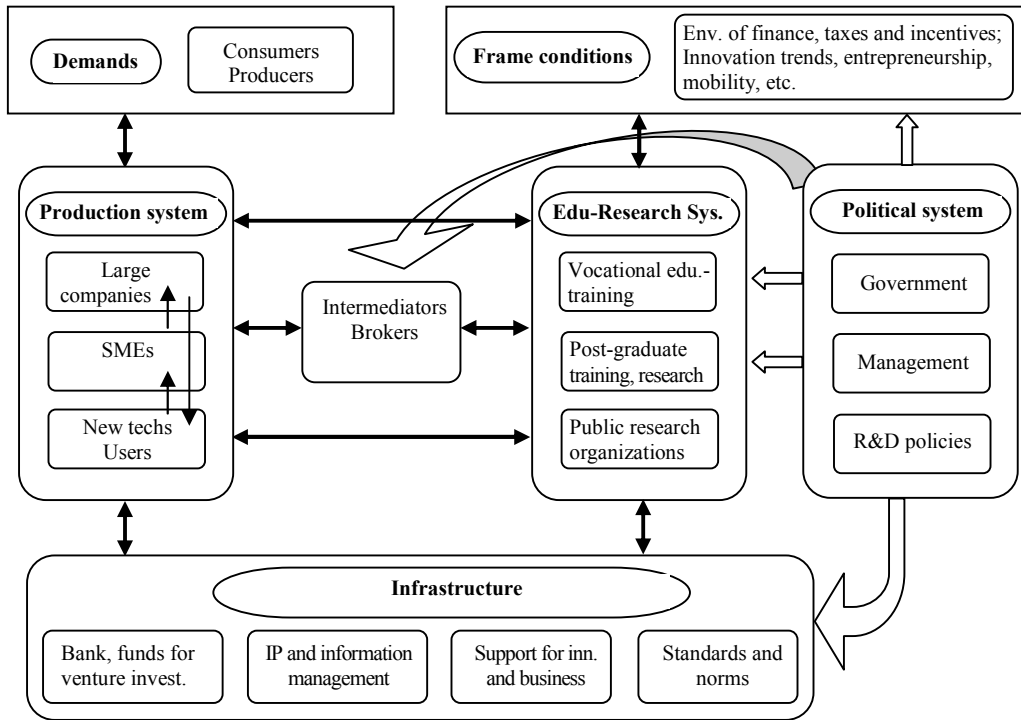 Demands
Consumers
Producers
Frame conditions
Env. of finance, taxes and incentives;
Innovation trends, entrepreneurship,
mobility, etc.
Production system
Large
companies
SMEs
New techs
Users
Intermediators
Brokers
Edu-Research Sys.
Vocational edu.-
training
Post-graduate
training, research
Public research
organizations
Political system
Government
Management
R&D policies
Infrastructure
Bank, funds for
venture invest.
IP and information
management
Support for inn.
and business
Standards and
norms